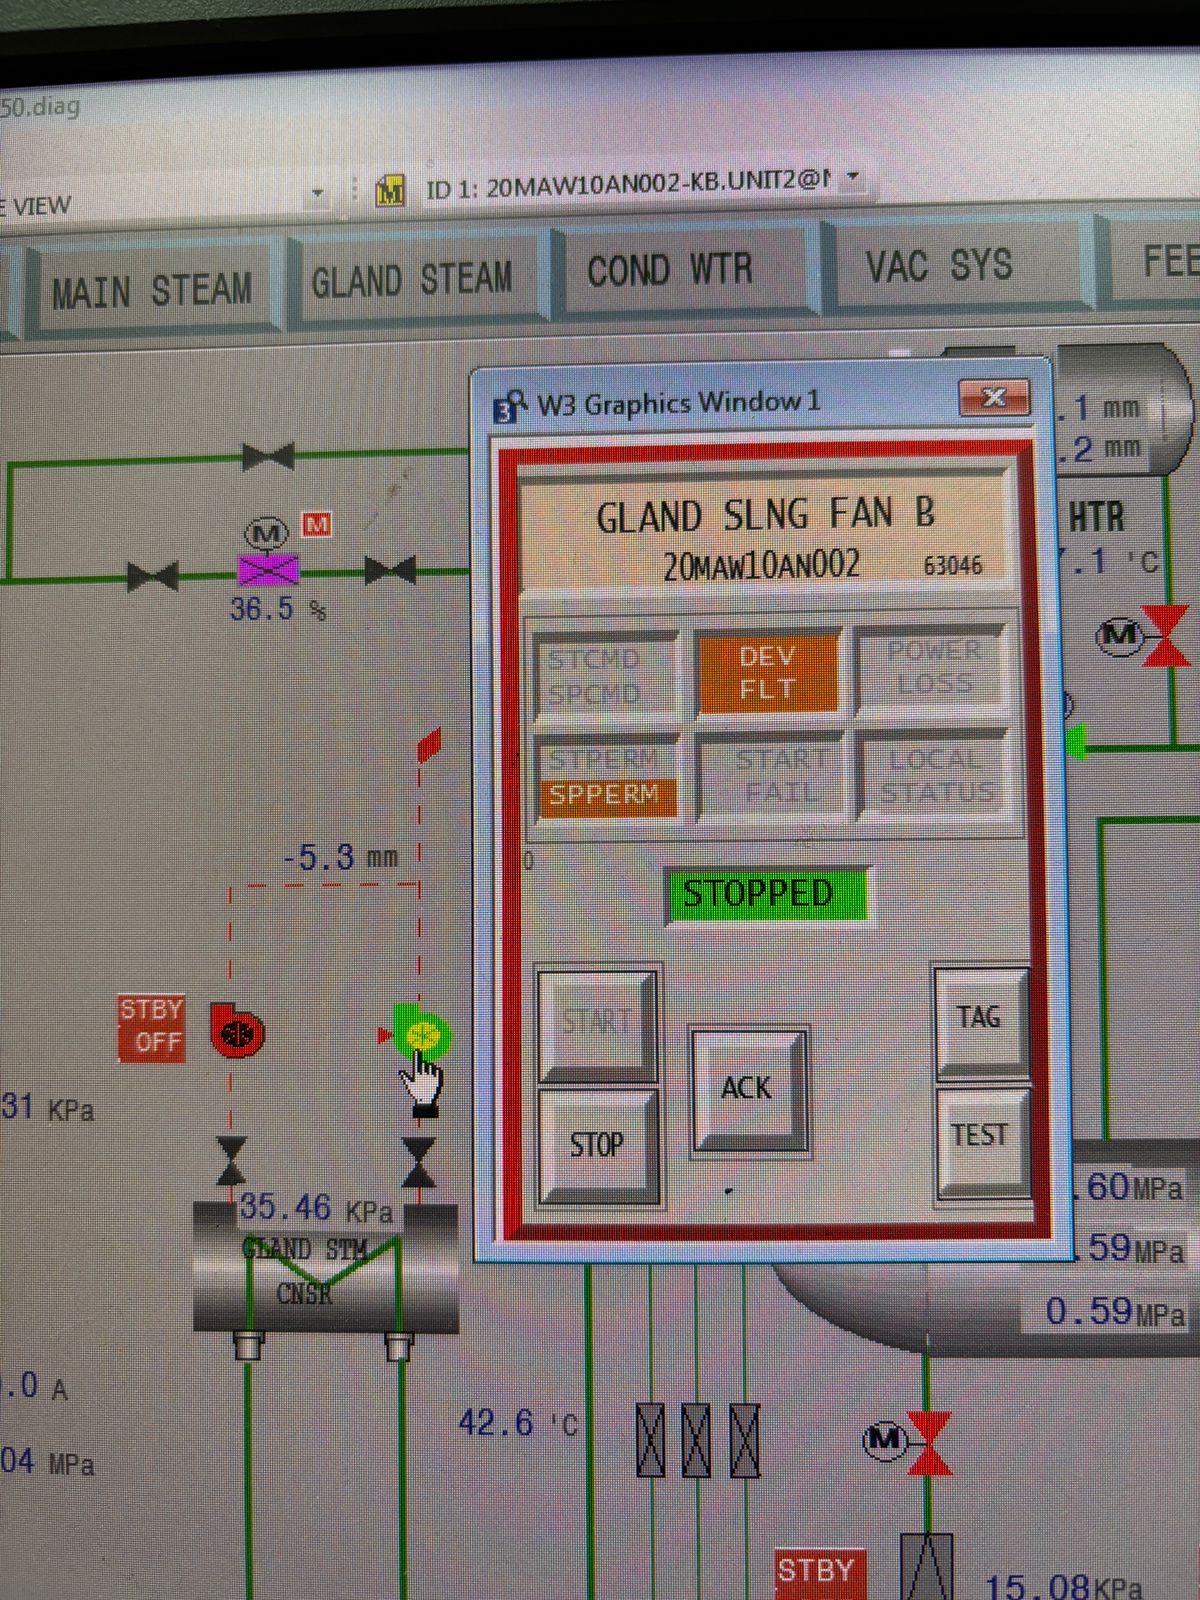 50.diag
VIEW
ID 1: 20MAW10AN002-KB.UNIT2@
MAIN STEAM
GLAND STEAM
COND WTR
VAC SYS
FEE
W3 Graphics Window 1
.1 mm
.2 mm
GLAND SLNG FAN B
20MAW10AN002 63046
HTR
.1 'C
M
M
36.5 %
M
STCMD
SPCMD
DEV
FLT
POWER
LOSS
STPERM
SPPERM
START
FAIL
LOCAL
STATUS
-5.3 mm
0
STOPPED
STBY
OFF
31 KPa
START
STOP
ACK
TAG
TEST
35.46 KPa
GLAND STM
CNSR
.60MPa
.59MPa
0.59MPa
.0 A
42.6 'C
M
04 MPa
STBY
15.08KPa